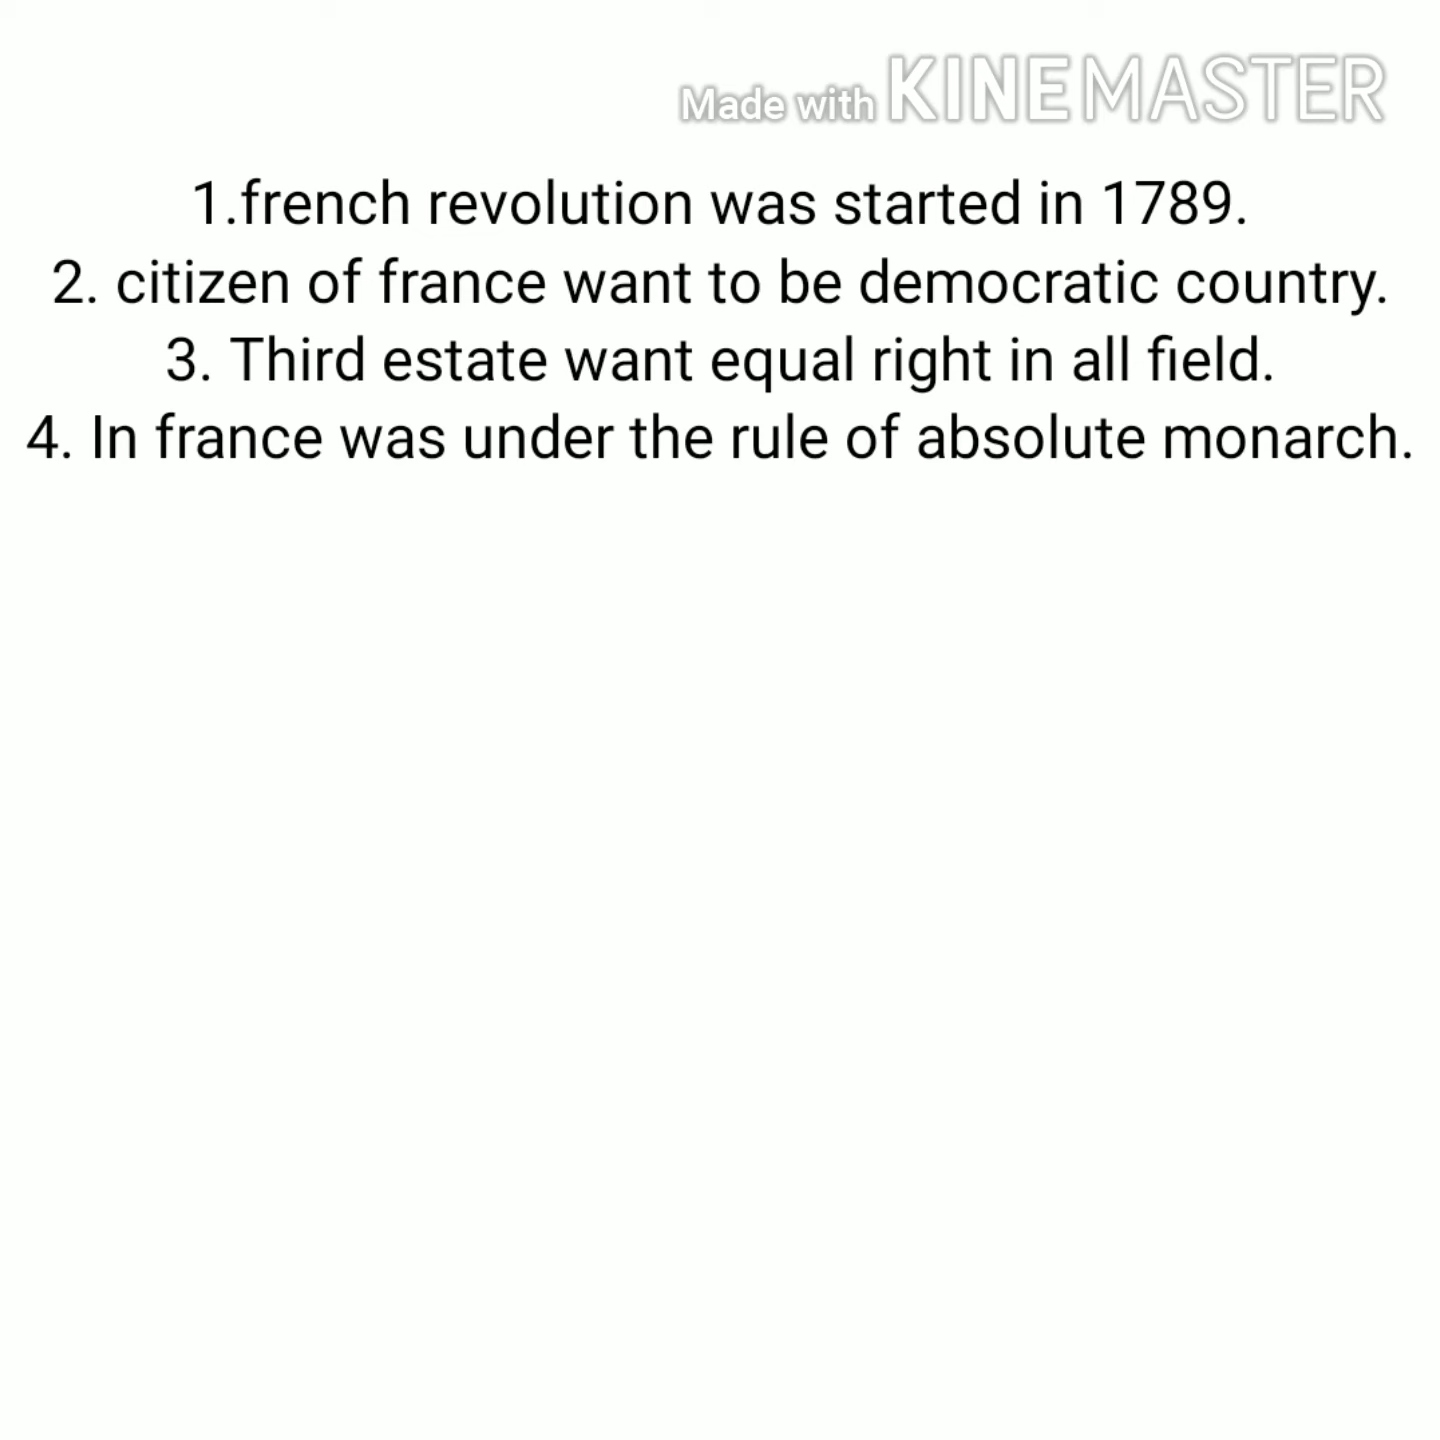 Made with KINEMASTER
1.french revolution was started in 1789.
2. citizen of france want to be democratic country.
3. Third estate want equal right in all field.
4. In france was under the rule of absolute monarch.